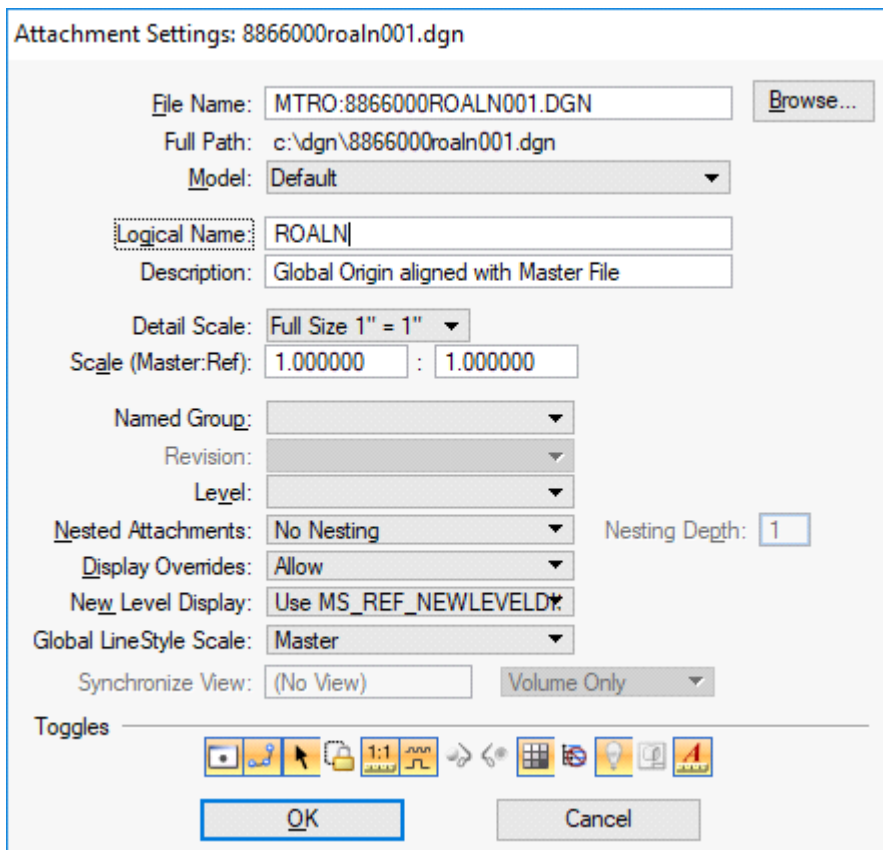 Attachment Settings: 8866000roaln001.dgn
File Name: MTRO:8866000ROALN001.DGN Browse...
Full Path: c:\dgn\8866000roaln001.dgn
Model: Default
Logical Name: ROALN
Description: Global Origin aligned with Master File
Detail Scale: Full Size 1" = 1"
Scale (Master:Ref): 1.000000 : 1.000000
Named Group:
Revision:
Level:
Nested Attachments: No Nesting Nesting Depth: 1
Display Overrides: Allow
New Level Display: Use MS_REF_NEWLEVELDI
Global LineStyle Scale: Master
Synchronize View: (No View) Volume Only
Toggles
1:1 A
OK Cancel